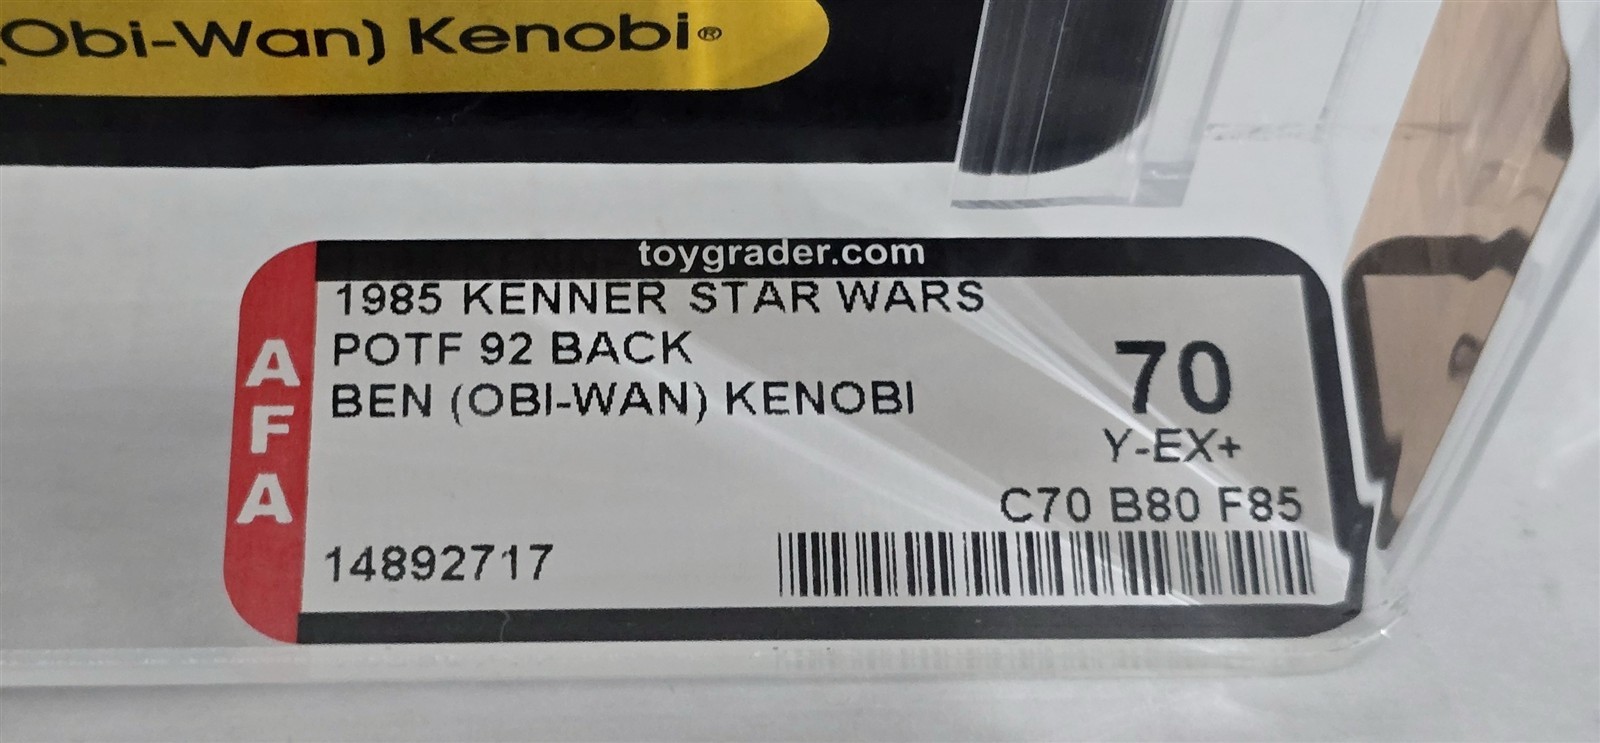 (Obi-Wan) Kenobi®
toygrader.com
AFA
1985 KENNER STAR WARS
POTF 92 BACK
BEN (OBI-WAN) KENOBI
70
Y-EX+
C70 B80 F85
14892717